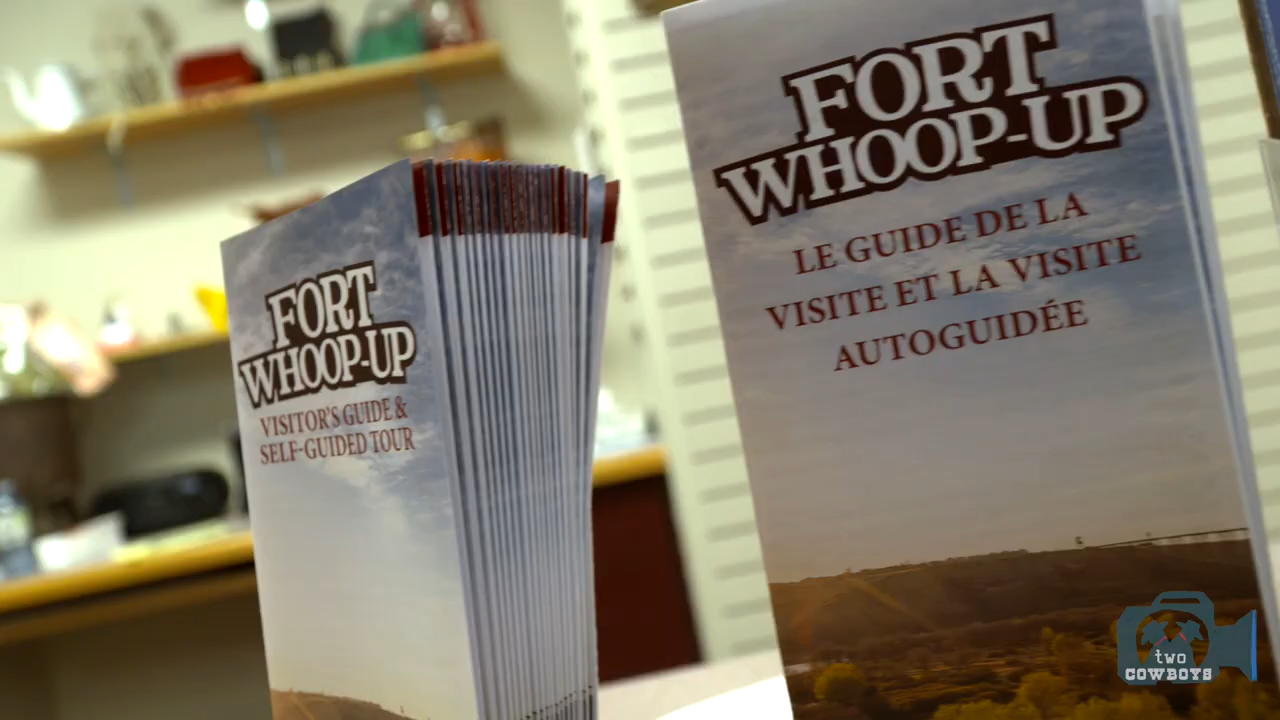 FORT
WHOOP-UP
VISITOR'S GUIDE &
SELF-GUIDED TOUR
FORT
WHOOP-UP
LE GUIDE DE LA
VISITE ET LA VISITE
AUTOGUIDÉE
two
COWBOYS